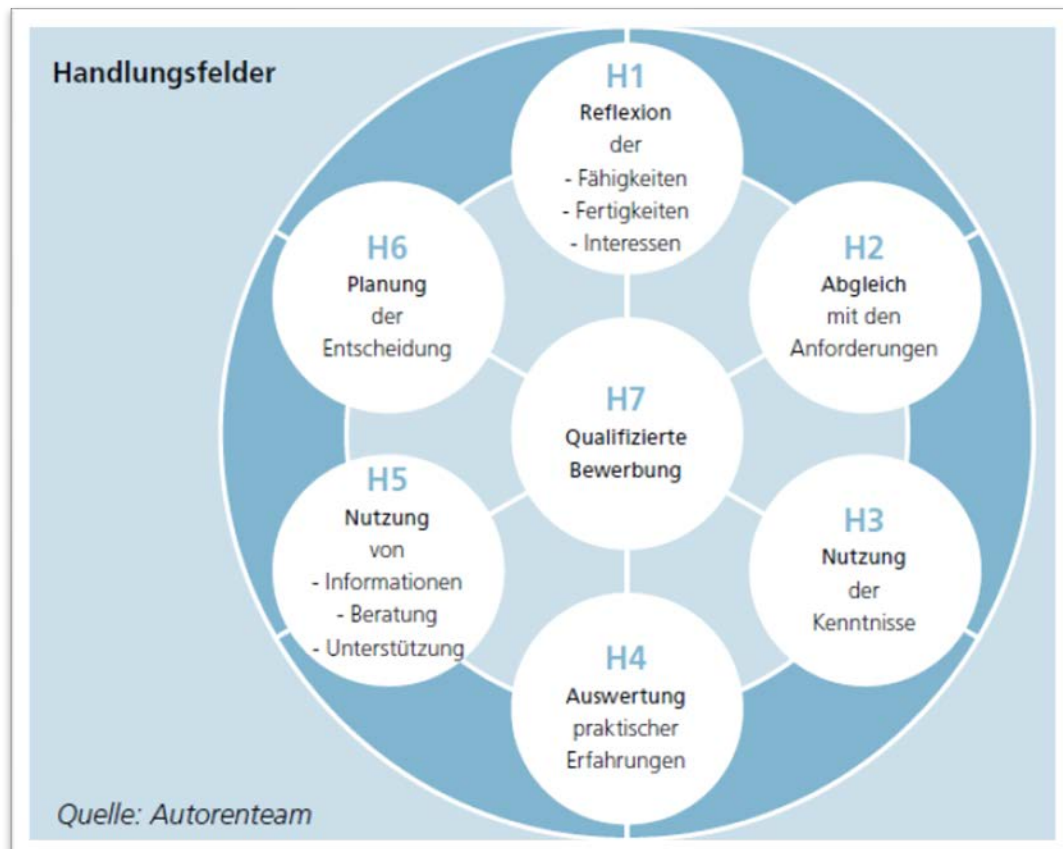 Handlungsfelder
H1
Reflexion
der
- Fähigkeiten
- Fertigkeiten
- Interessen
H2
Abgleich
mit den
Anforderungen
H3
Nutzung
der
Kenntnisse
H4
Auswertung
praktischer
Erfahrungen
H5
Nutzung
von
- Informationen
- Beratung
- Unterstützung
H6
Planung
der
Entscheidung
H7
Qualifizierte
Bewerbung
Quelle: Autorenteam